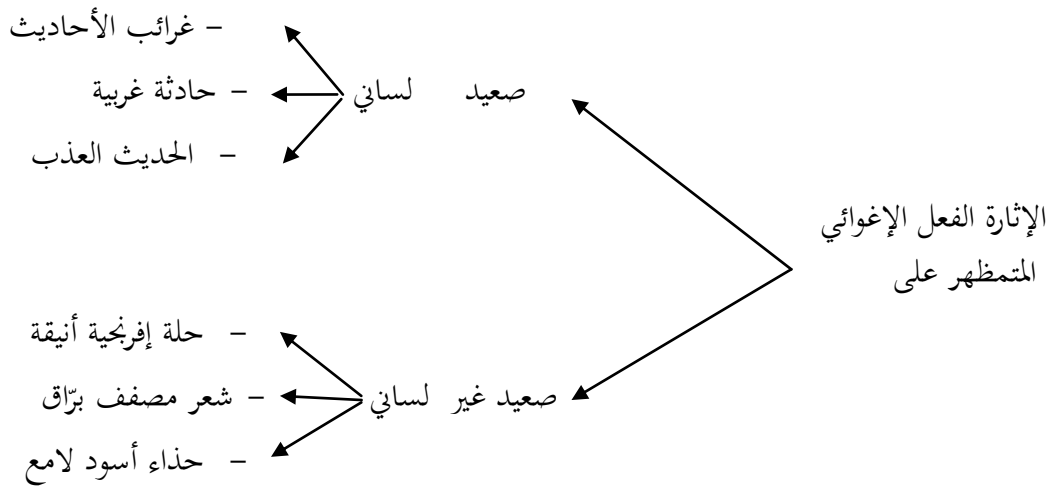 الإثارة الفعل الإغوائي
المتمظهر على
صعيد لساني
– غرائب الأحاديث
– حادثة غريبة
– الحديث العذب
صعيد غير لساني
– حلة إفرنجية أنيقة
– شعر مصفف برّاق
– حذاء أسود لامع